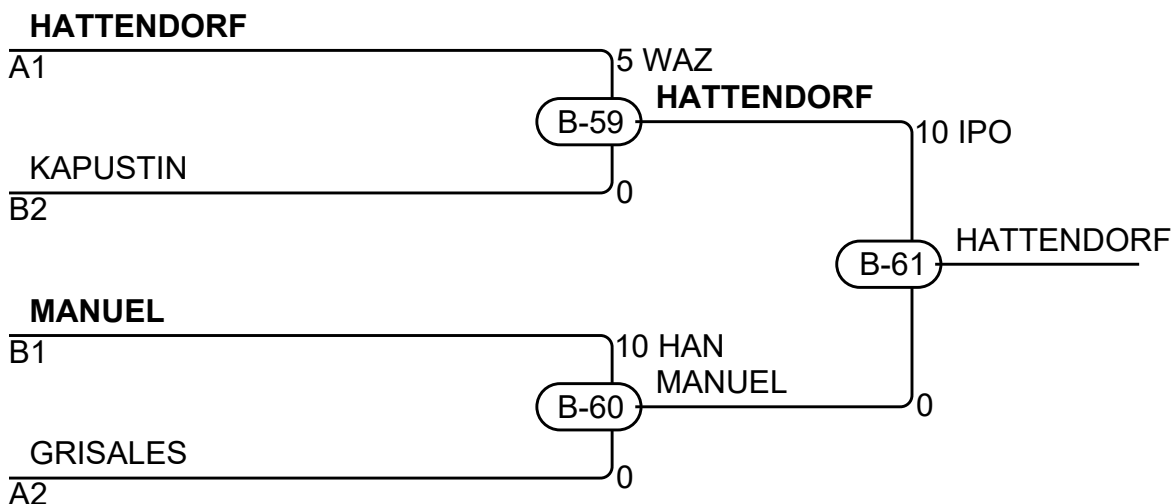 HATTENDORF
A1
5 WAZ
B-59
HATTENDORF
KAPUSTIN
B2
0
10 IPO
B-61
HATTENDORF
MANUEL
B1
10 HAN
B-60
MANUEL
0
GRISALES
A2
0